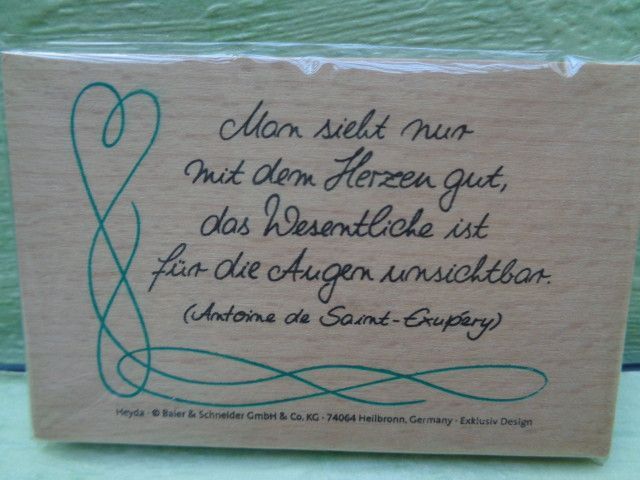 Man sieht nur
mit dem Herzen gut,
das Wesentliche ist
für die Augen unsichtbar.
(Antoine de Saint-Exupéry)
Heyda · © Baier & Schneider GmbH & Co. KG · 74064 Heilbronn, Germany · Exklusiv Design